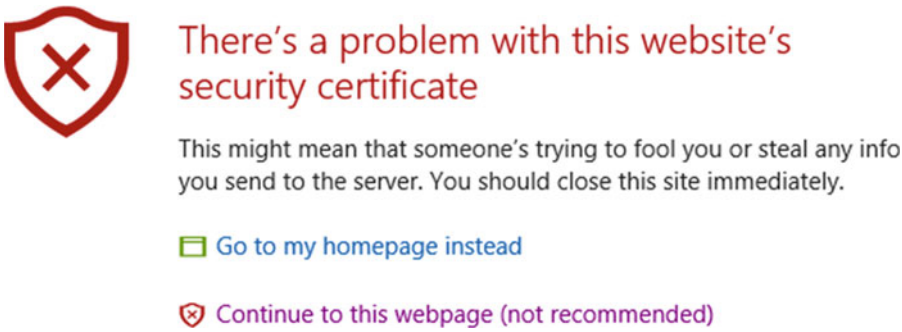 There’s a problem with this website’s
security certificate
This might mean that someone’s trying to fool you or steal any info
you send to the server. You should close this site immediately.
Go to my homepage instead
Continue to this webpage (not recommended)